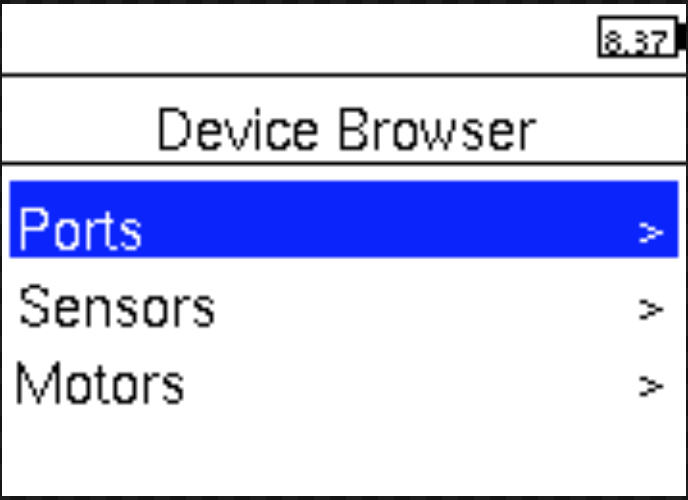 8.37
Device Browser
Ports >
Sensors >
Motors >